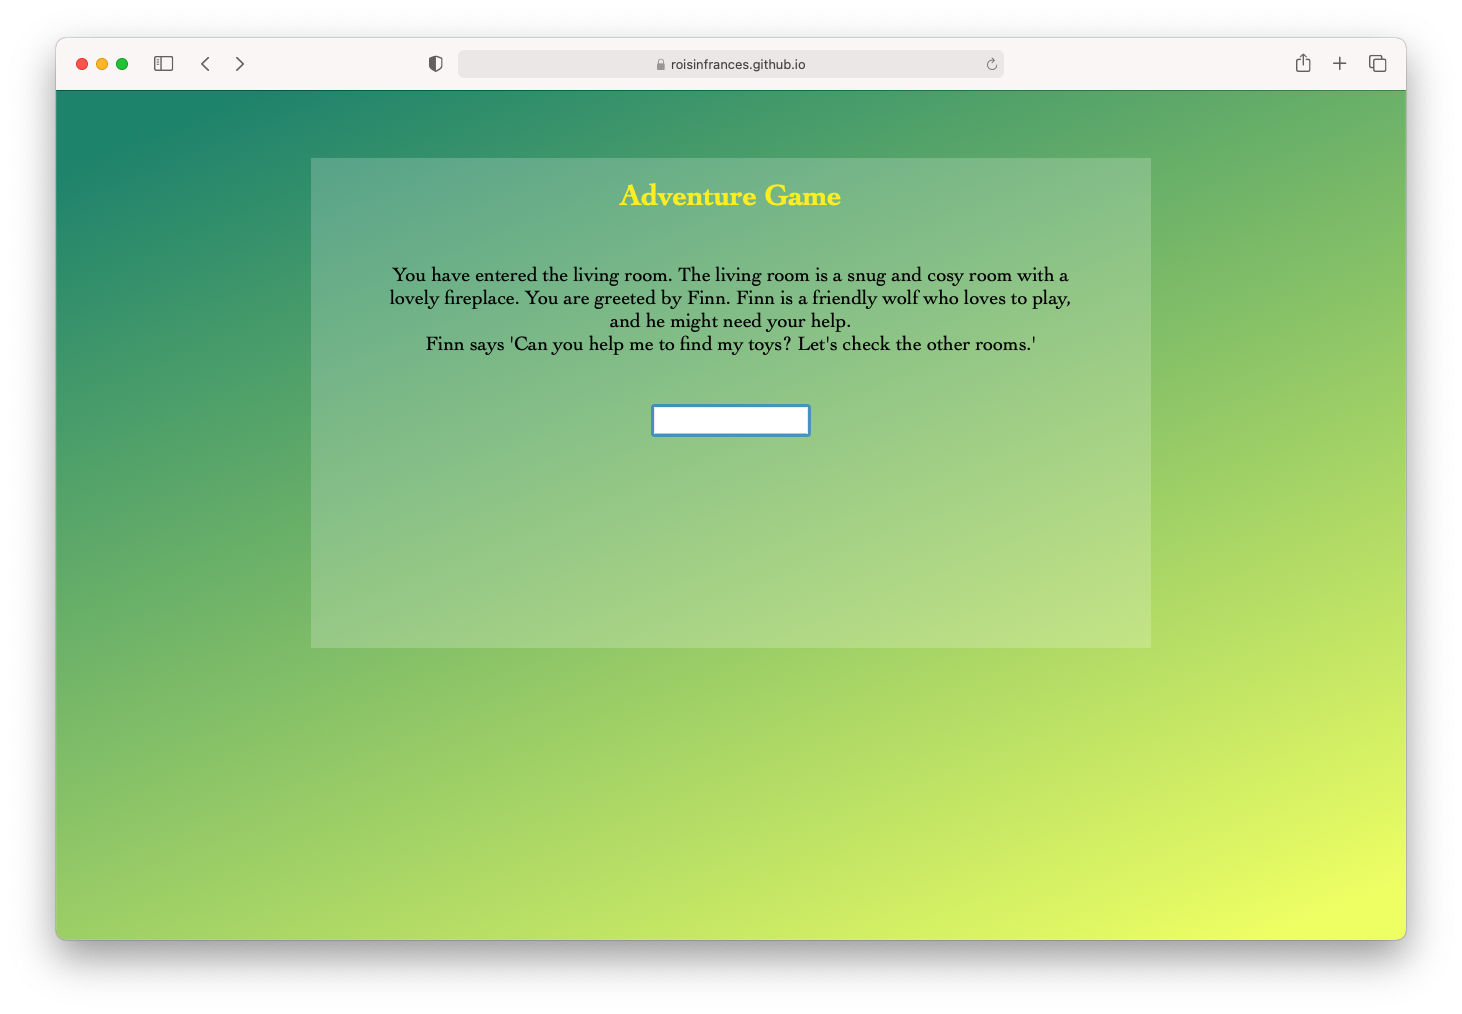 roisinfrances.github.io
Adventure Game
You have entered the living room. The living room is a snug and cosy room with a
lovely fireplace. You are greeted by Finn. Finn is a friendly wolf who loves to play,
and he might need your help.
Finn says 'Can you help me to find my toys? Let's check the other rooms.'